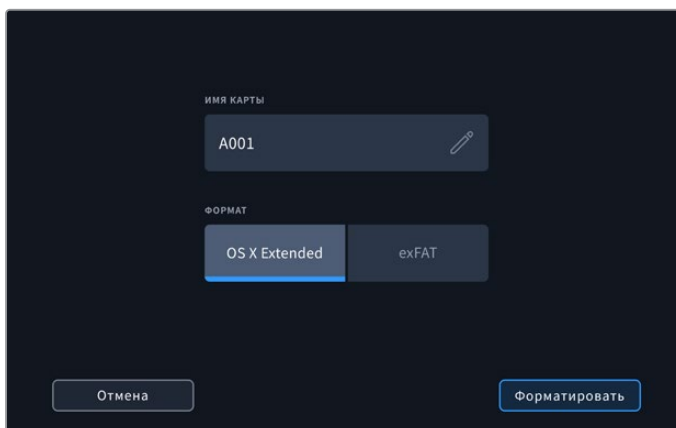 ИМЯ КАРТЫ
A001
ФОРМАТ
OS X Extended exFAT
Отмена Форматировать